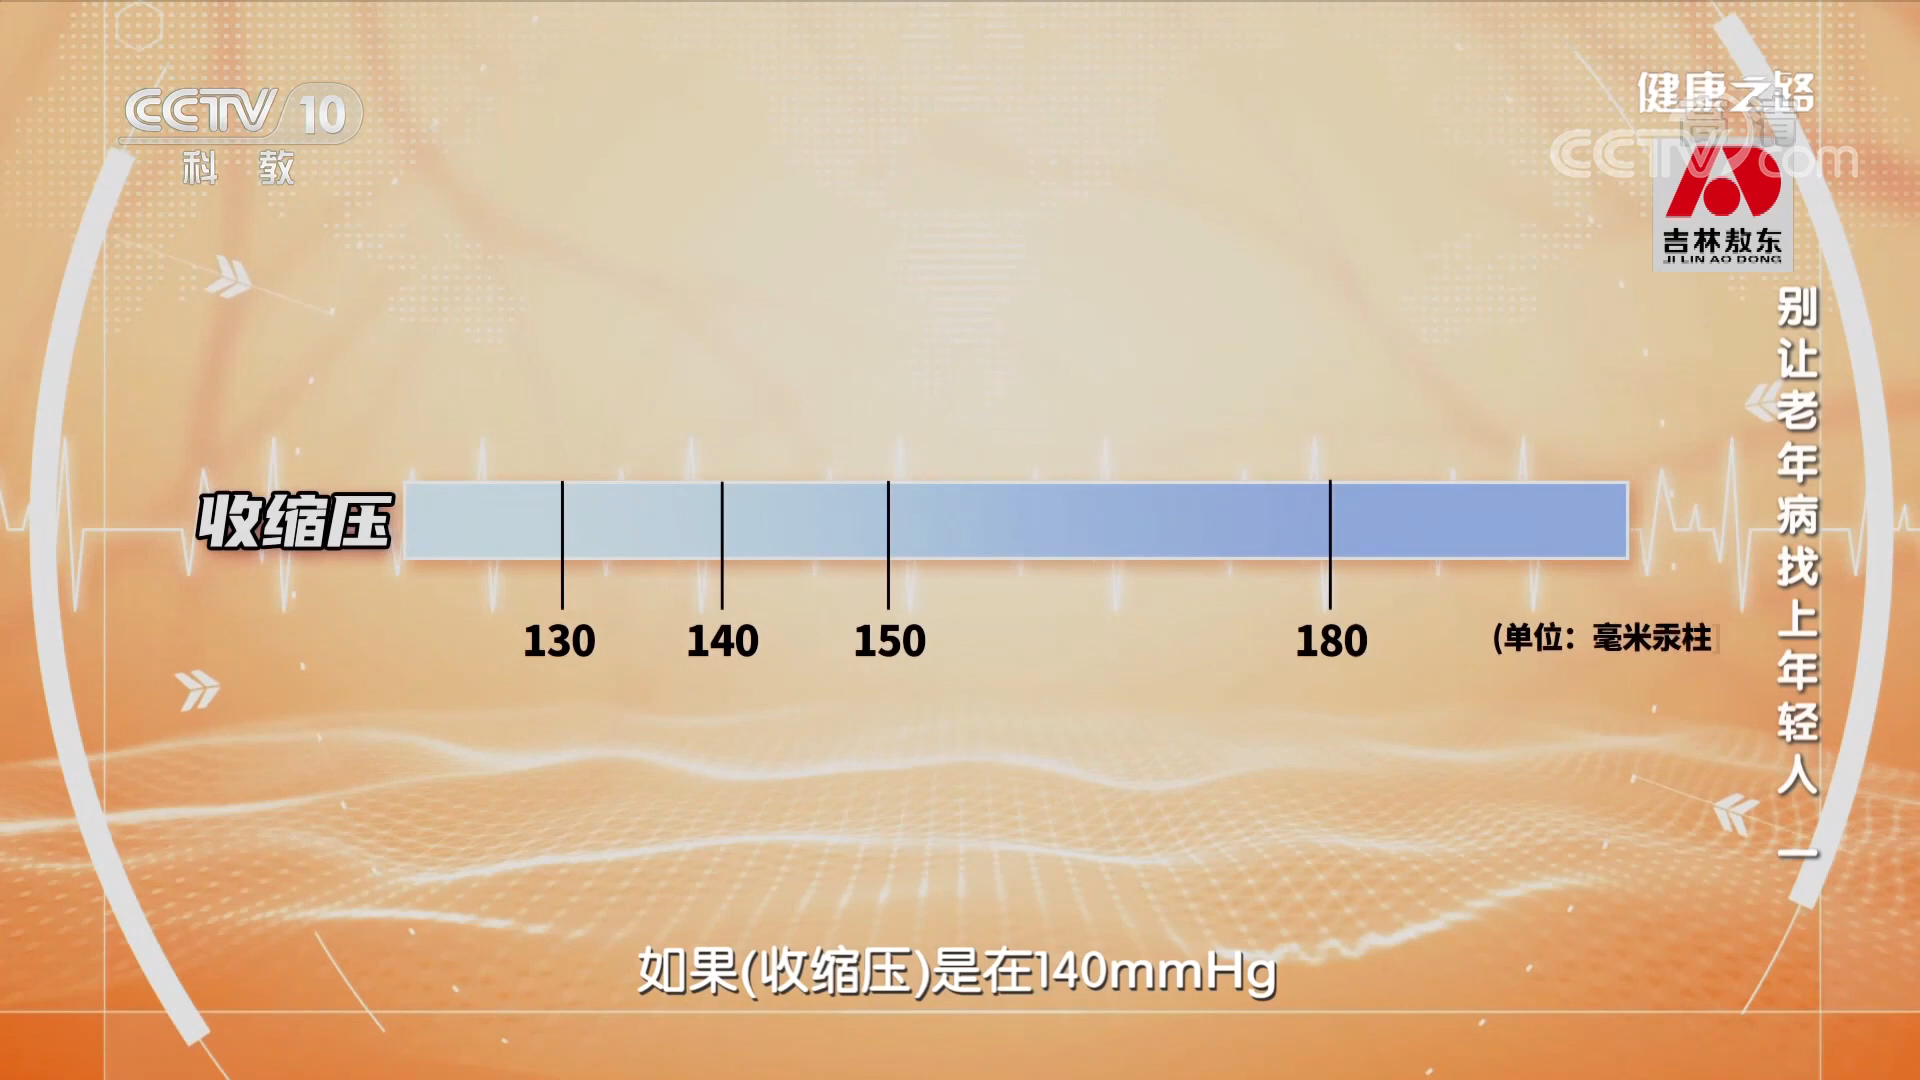 CCTV 10
科 教
健康之路
高清
CCTV.com
吉林敖东
JI LIN AO DONG
别让老年病找上年轻人 一
收缩压
130 140 150 180 (单位：毫米汞柱
如果(收缩压)是在140mmHg